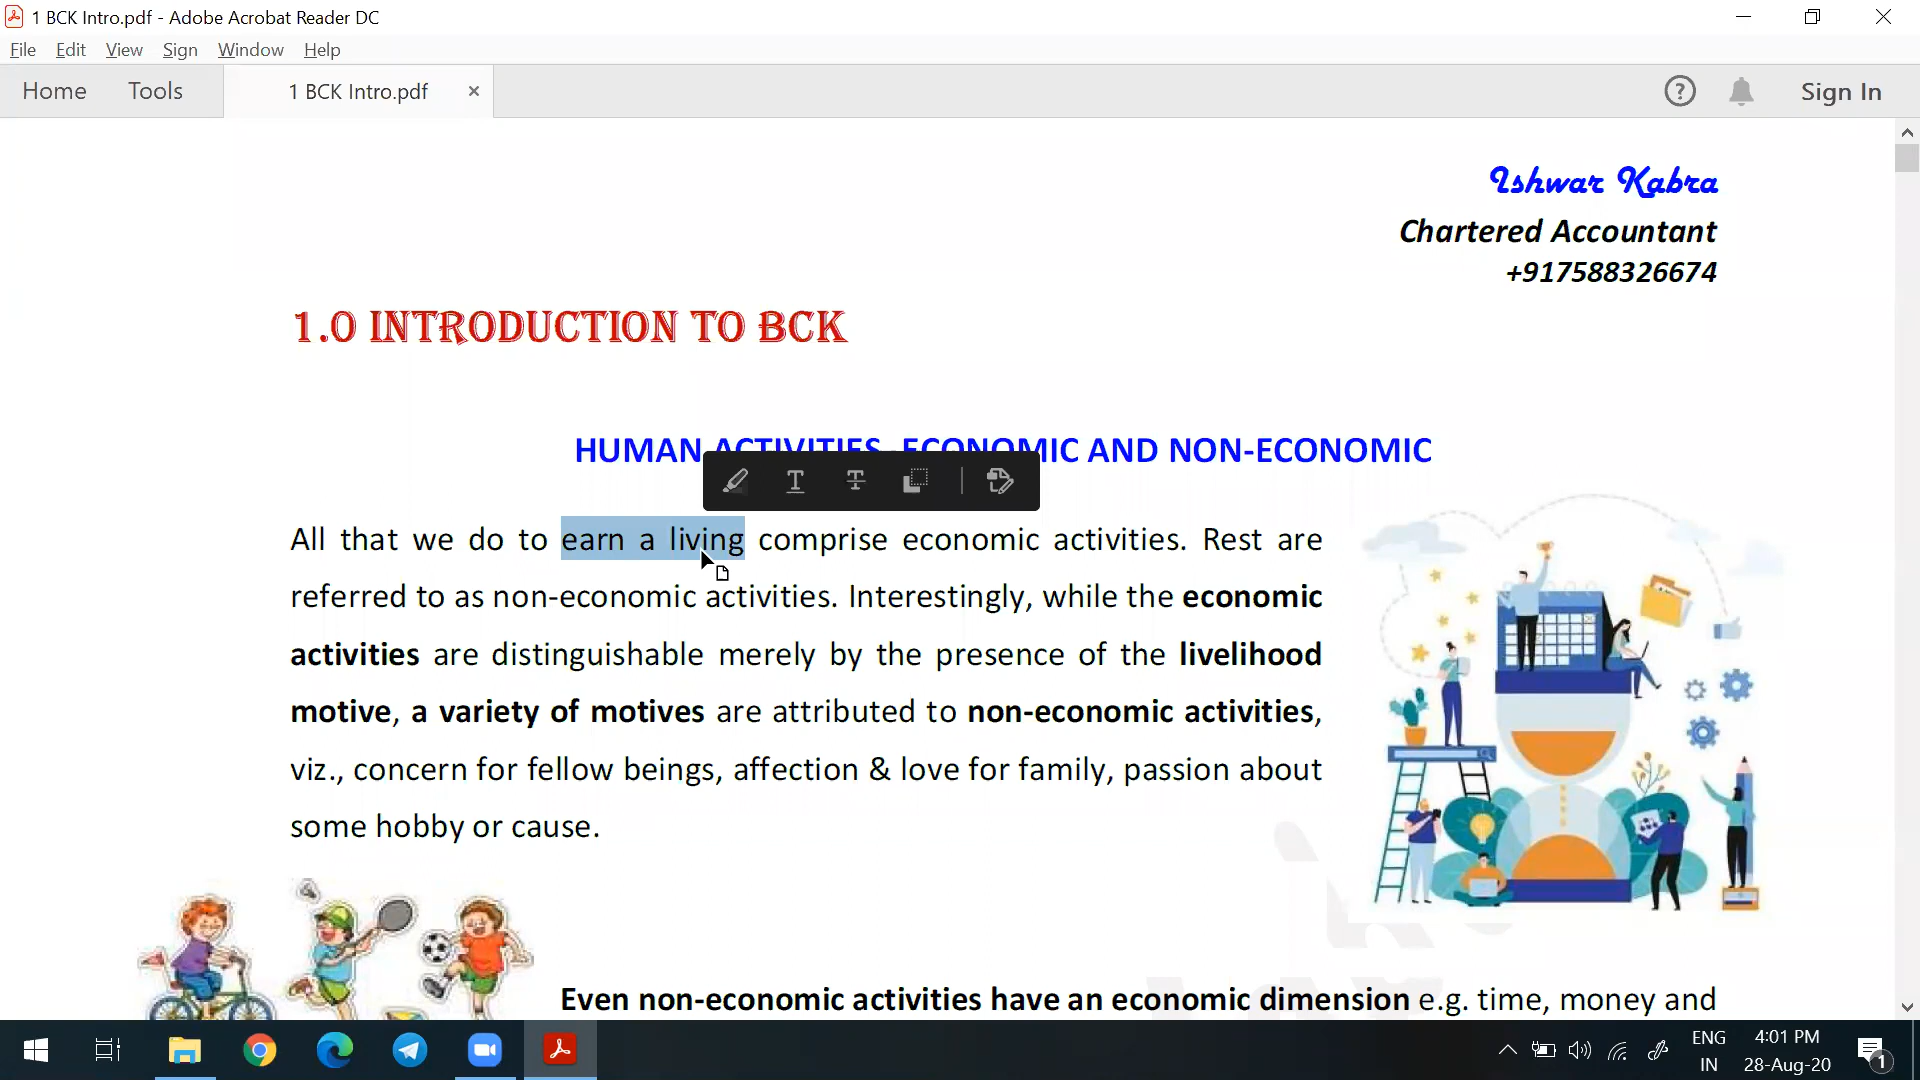 1 BCK Intro.pdf - Adobe Acrobat Reader DC
File Edit View Sign Window Help
Home Tools 1 BCK Intro.pdf × ? Sign In
Ishwar Kabra
Chartered Accountant
+917588326674
1.0 INTRODUCTION TO BCK
HUMAN ACTIVITIES- ECONOMIC AND NON-ECONOMIC
All that we do to earn a living comprise economic activities. Rest are
referred to as non-economic activities. Interestingly, while the economic
activities are distinguishable merely by the presence of the livelihood
motive, a variety of motives are attributed to non-economic activities,
viz., concern for fellow beings, affection & love for family, passion about
some hobby or cause.
Even non-economic activities have an economic dimension e.g. time, money and
ENG 4:01 PM
IN 28-Aug-20 1